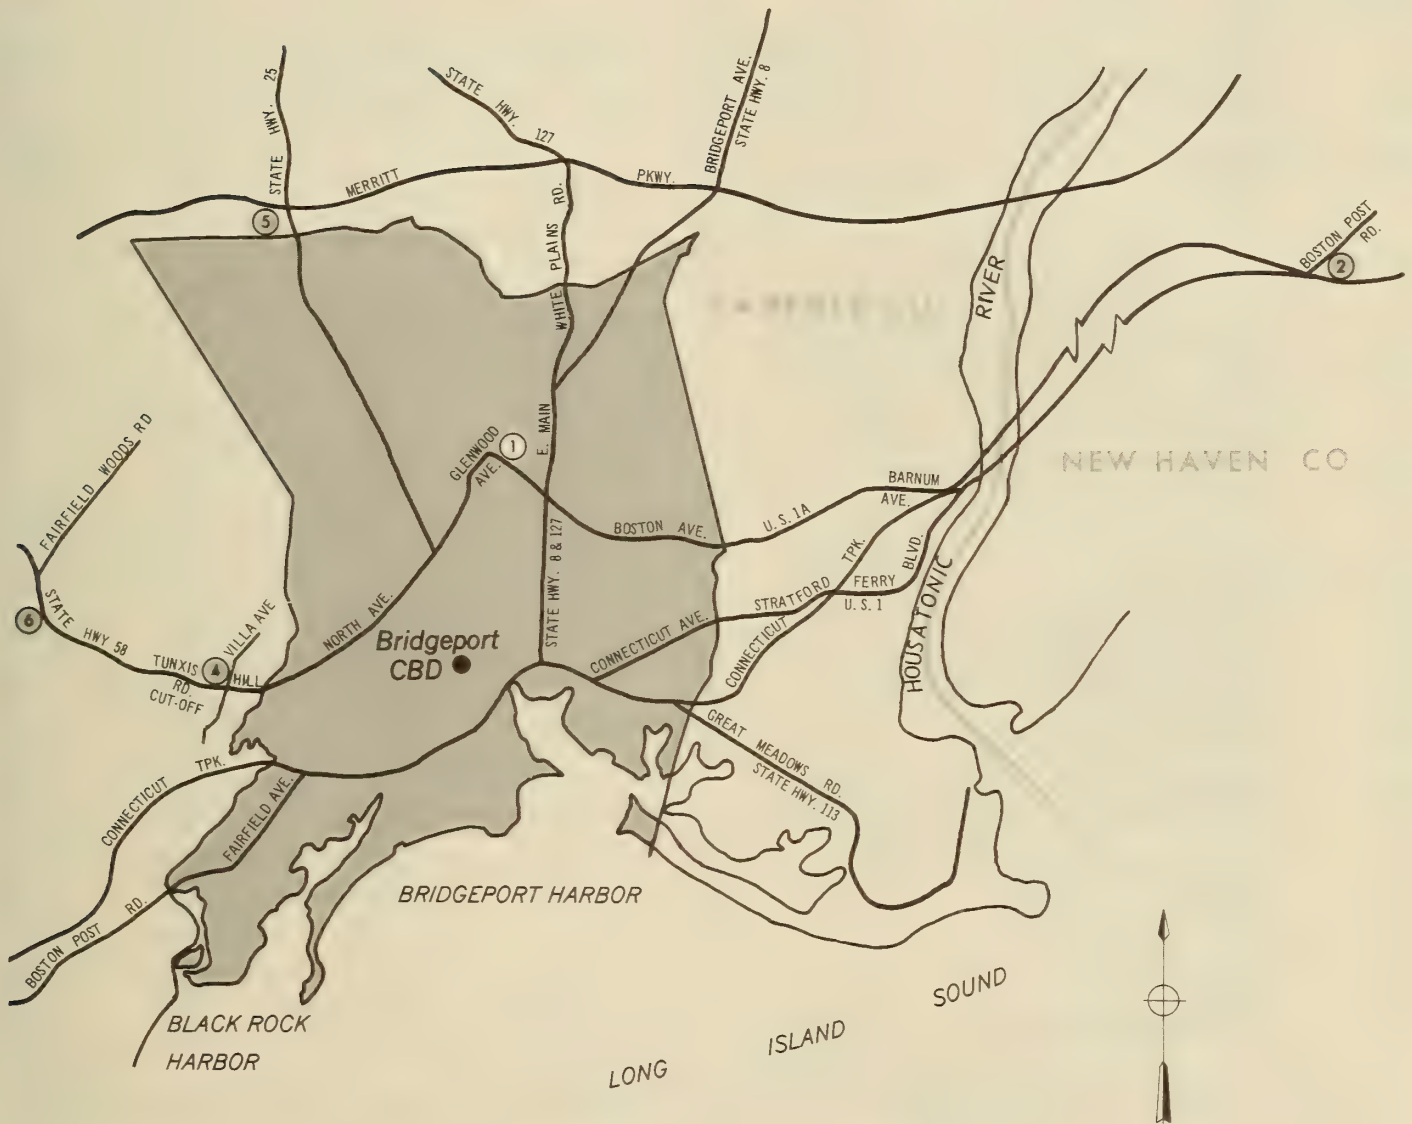 STATE HWY. 25
STATE HWY. 127
BRIDGEPORT AVE.
STATE HWY. 8
MERRITT PKWY.
5
WHITE PLAINS RD.
BOSTON POST RD.
2
RIVER
FAIRFIELD WOODS RD
GLENWOOD AVE.
1
E. MAIN
NEW HAVEN CO
BARNUM AVE.
U.S. 1A
BOSTON AVE.
STATE HWY. 8 & 127
TPK.
BLVD.
FERRY
U.S. 1
STRATFORD
HOUSATONIC
6
STATE HWY 58
VILLA AVE
NORTH AVE.
Bridgeport
CBD
CONNECTICUT AVE.
CONNECTICUT
TUNXIS HILL
RD.
CUT-OFF
4
GREAT MEADOWS RD.
STATE HWY. 113
CONNECTICUT TPK.
FAIRFIELD AVE.
BOSTON POST RD.
BRIDGEPORT HARBOR
BLACK ROCK
HARBOR
LONG ISLAND SOUND